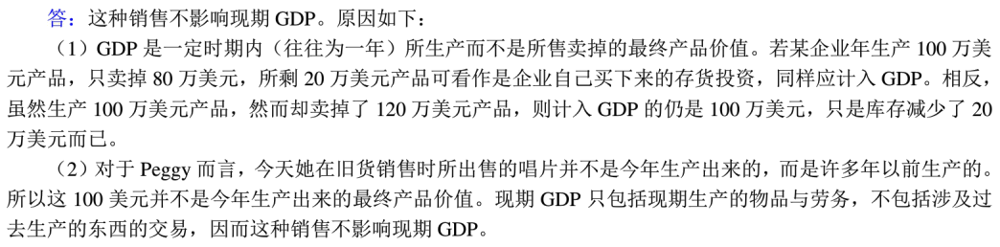 答：这种销售不影响现期 GDP。原因如下：
（1）GDP 是一定时期内（往往为一年）所生产而不是所售卖掉的最终产品价值。若某企业年生产 100 万美
元产品，只卖掉 80 万美元，所剩 20 万美元产品可看作是企业自己买下来的存货投资，同样应计入 GDP。相反，
虽然生产 100 万美元产品，然而却卖掉了 120 万美元产品，则计入 GDP 的仍是 100 万美元，只是库存减少了 20
万美元而已。
（2）对于 Peggy 而言，今天她在旧货销售时所出售的唱片并不是今年生产出来的，而是许多年以前生产的。
所以这 100 美元并不是今年生产出来的最终产品价值。现期 GDP 只包括现期生产的物品与劳务，不包括涉及过
去生产的东西的交易，因而这种销售不影响现期 GDP。